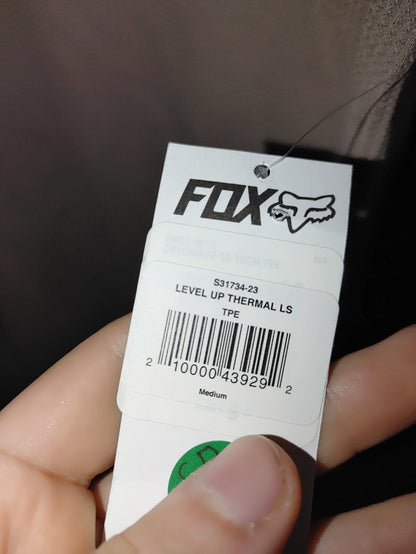 FOX
S31734-23
LEVEL UP THERMAL LS
TPE
2 10000 43929 2
Medium